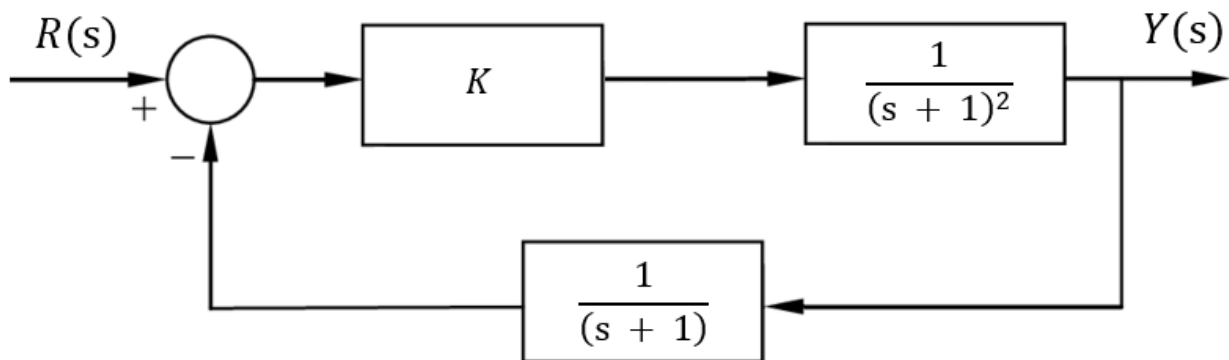 R(s)
+
−
K
1
(s + 1)²
Y(s)
1
(s + 1)